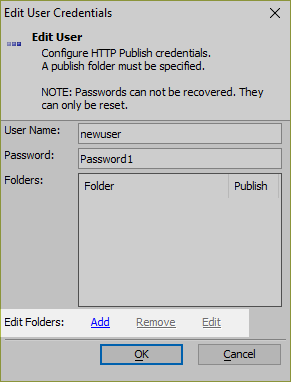 Edit User Credentials
Edit User
Configure HTTP Publish credentials.
A publish folder must be specified.
NOTE: Passwords can not be recovered. They
can only be reset.
User Name: newuser
Password: Password1
Folders: Folder Publish
Edit Folders: Add Remove Edit
OK Cancel